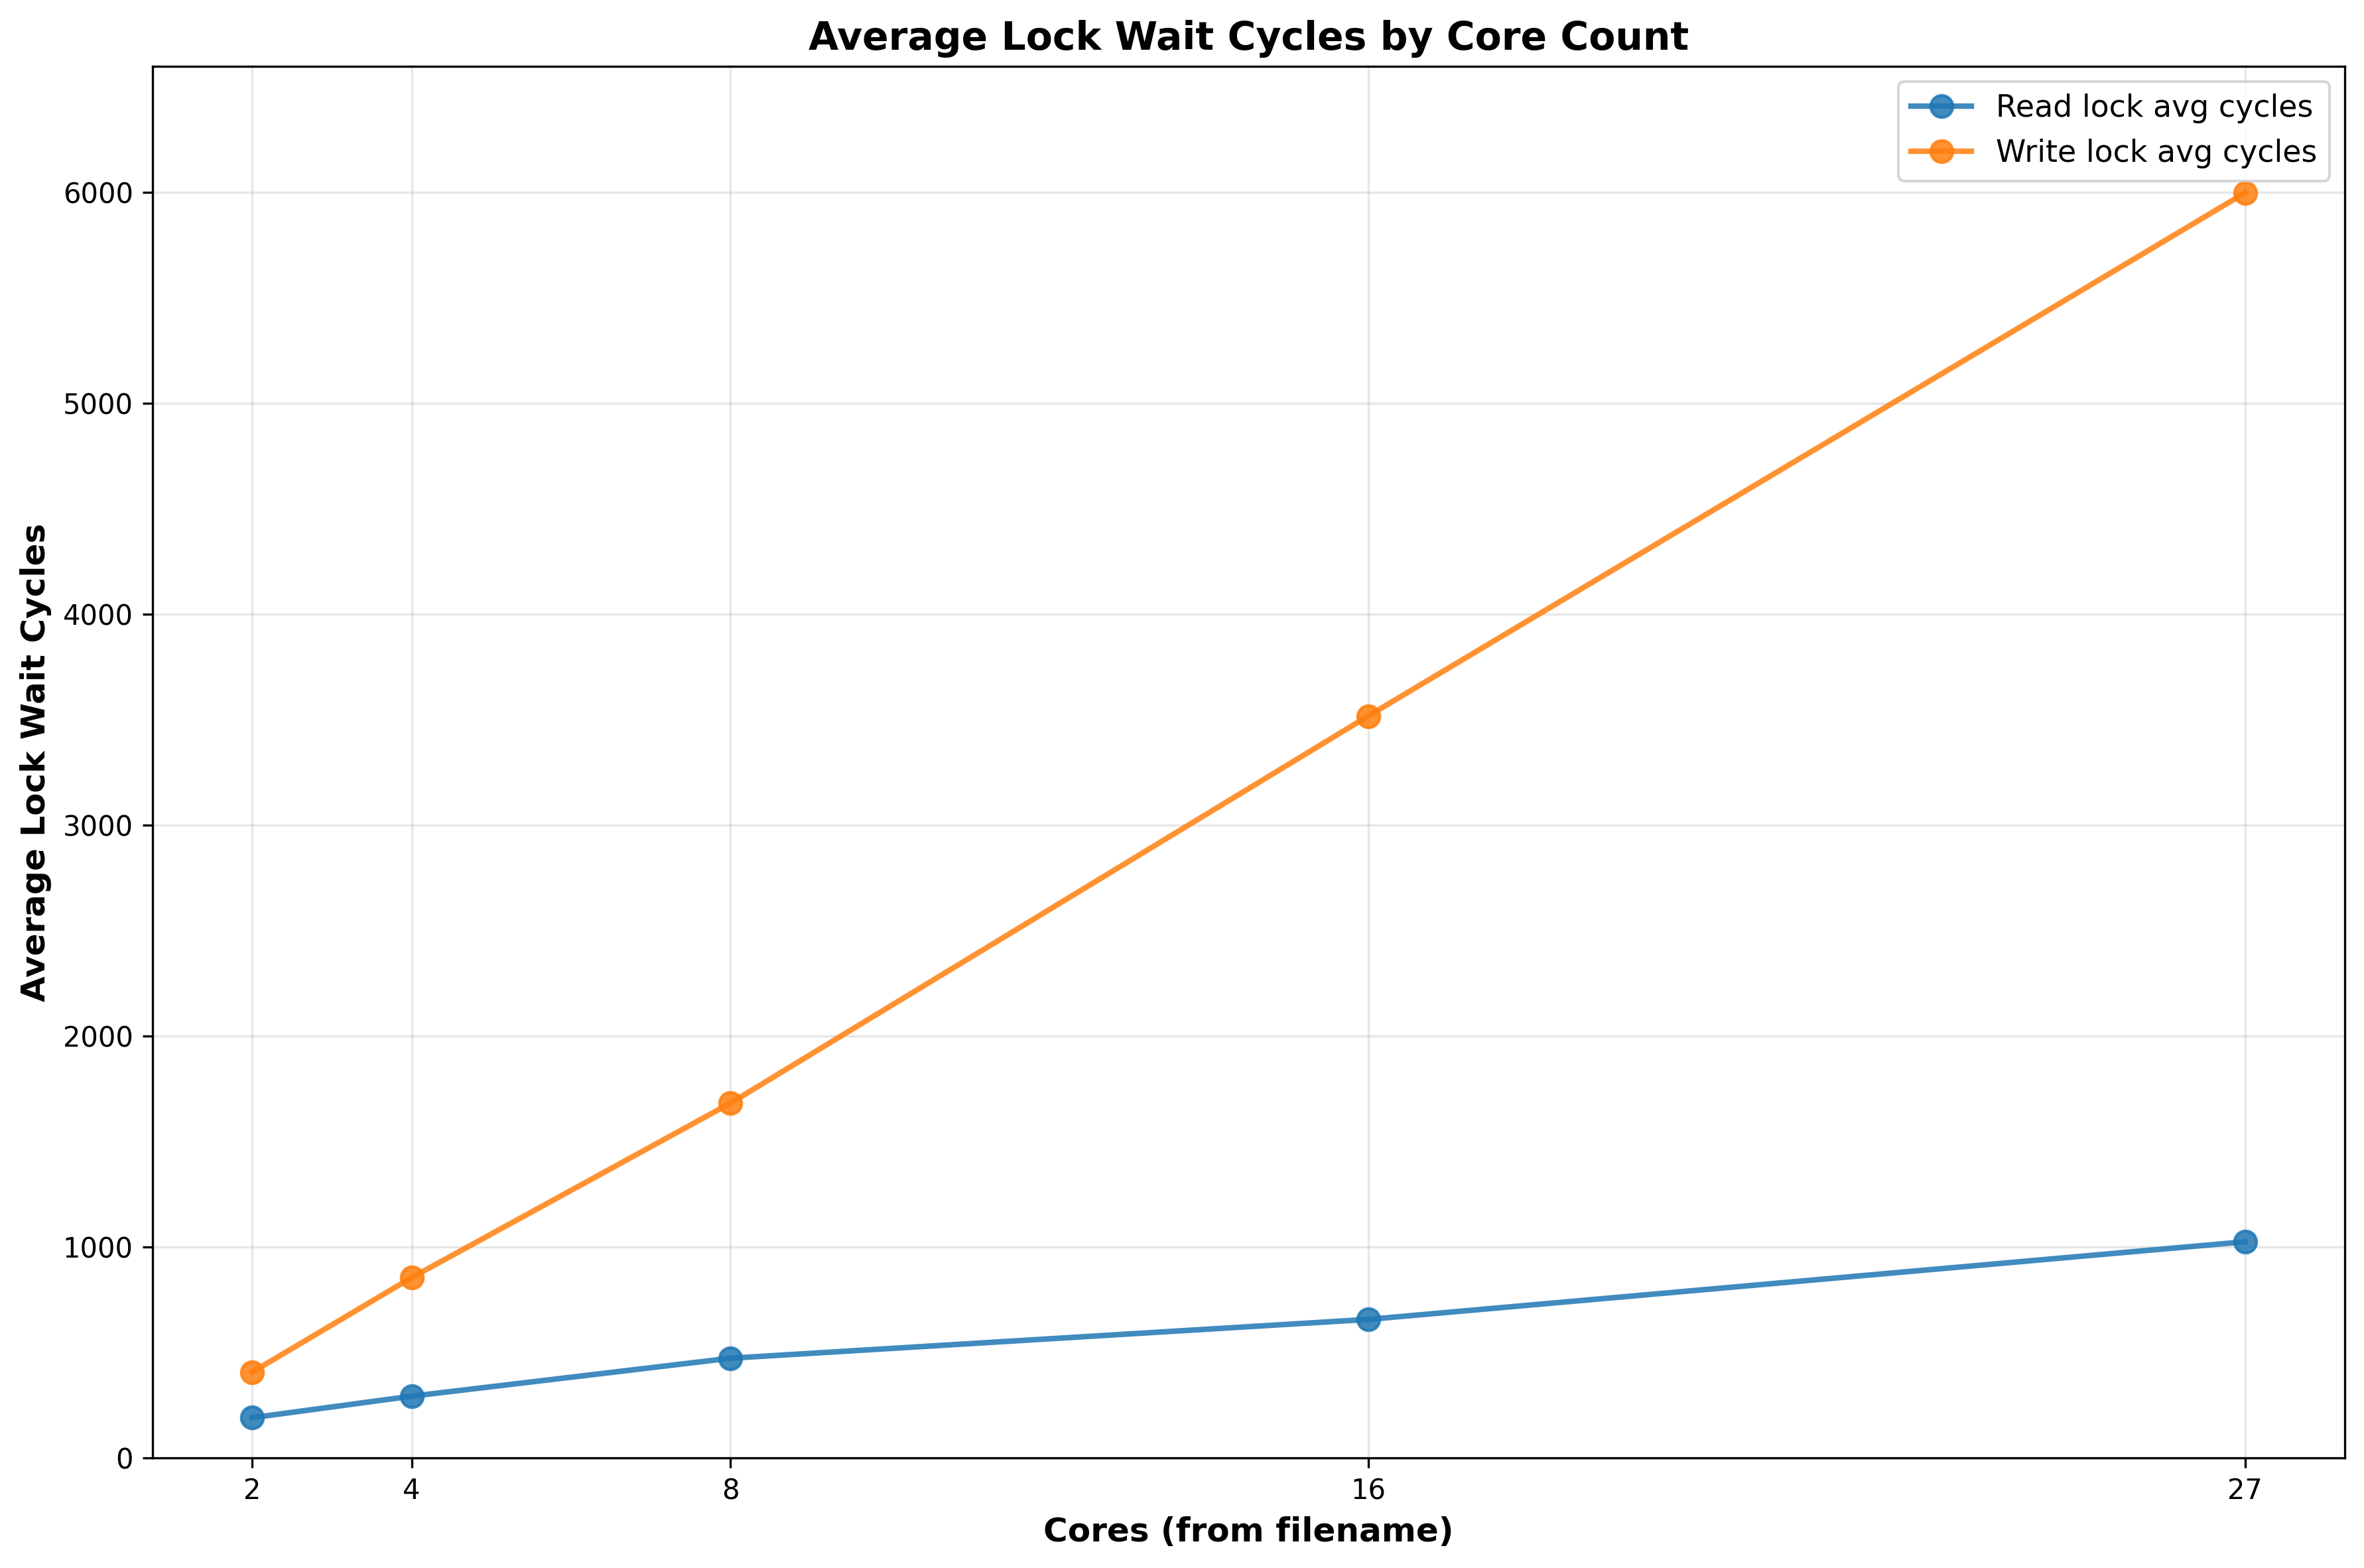 Average Lock Wait Cycles by Core Count
Read lock avg cycles
Write lock avg cycles
Average Lock Wait Cycles
6000
5000
4000
3000
2000
1000
0
2 4 8 16 27
Cores (from filename)